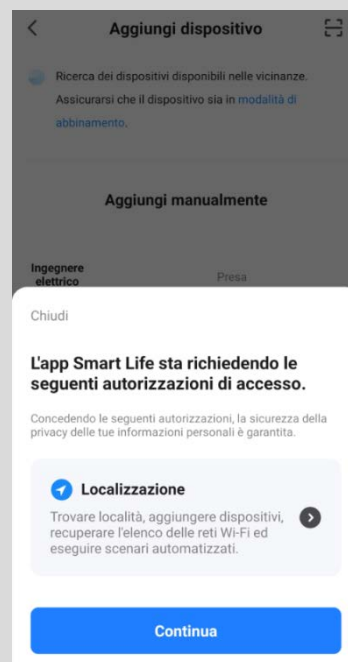 Aggiungi dispositivo
Ricerca dei dispositivi disponibili nelle vicinanze.
Assicurarsi che il dispositivo sia in modalità di
abbinamento.
Aggiungi manualmente
Ingegnere
elettrico
Presa
Chiudi
L'app Smart Life sta richiedendo le
seguenti autorizzazioni di accesso.
Concedendo le seguenti autorizzazioni, la sicurezza della
privacy delle tue informazioni personali è garantita.
Localizzazione
Trovare località, aggiungere dispositivi,
recuperare l'elenco delle reti Wi-Fi ed
eseguire scenari automatizzati.
Continua